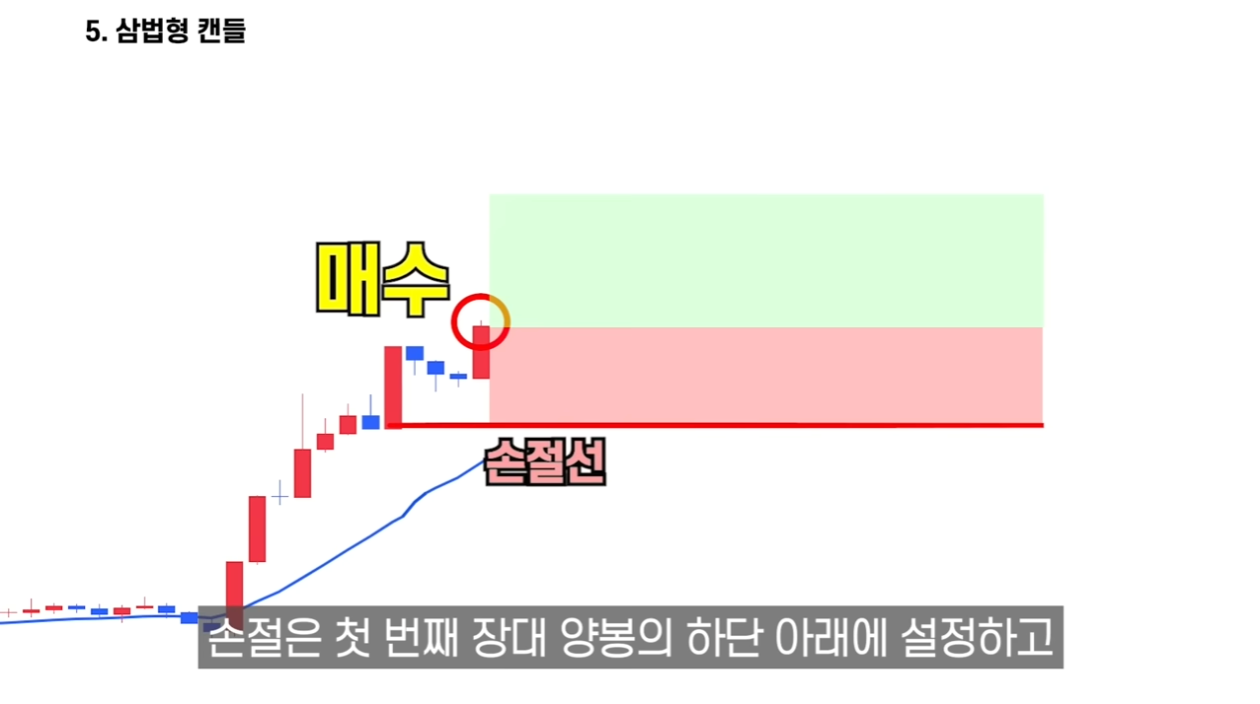 5. 삼법형 캔들
매수
손절선
손절은 첫 번째 장대 양봉의 하단 아래에 설정하고